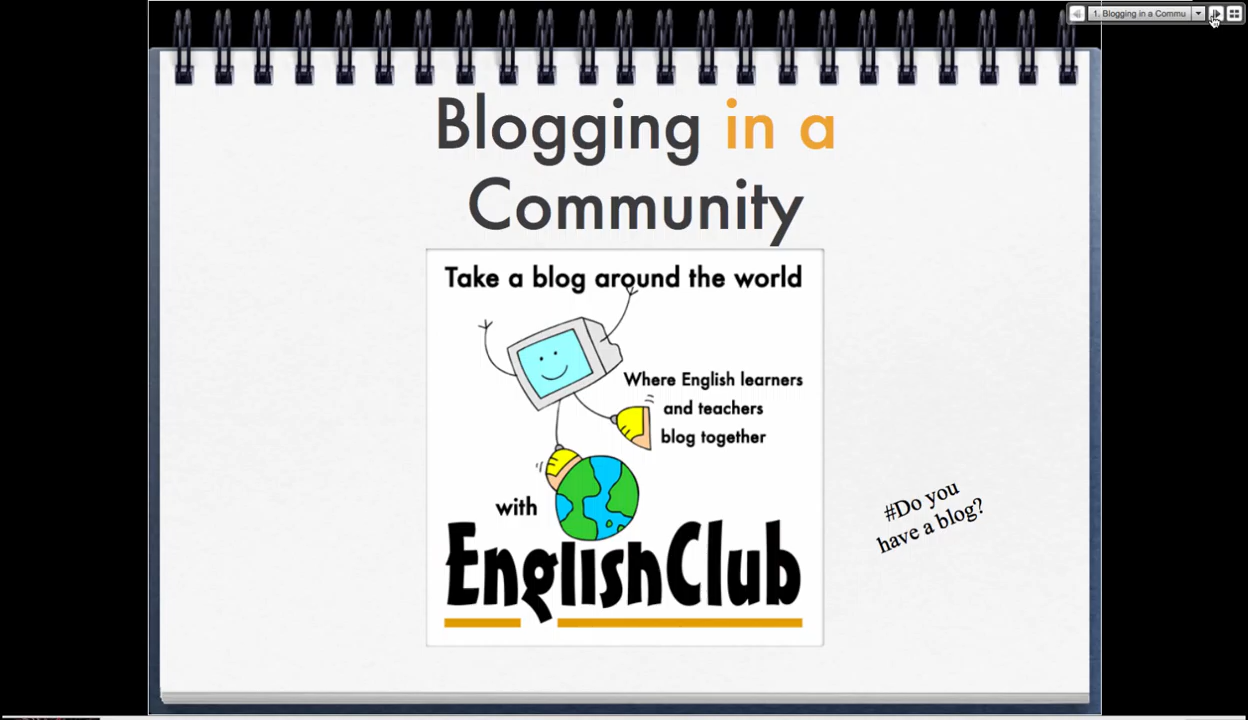 1. Blogging in a Commu
Blogging in a
Community
Take a blog around the world
Where English learners
and teachers
blog together
with
EnglishClub
#Do you
have a blog?